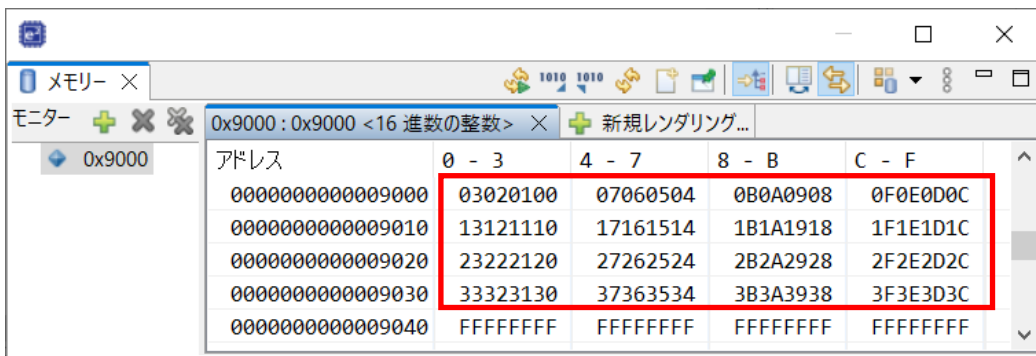 メモリー
1010 1010
モニター
0x9000 : 0x9000 <16 進数の整数>
新規レンダリング...
0x9000
アドレス 0 - 3 4 - 7 8 - B C - F
0000000000009000 03020100 07060504 0B0A0908 0F0E0D0C
0000000000009010 13121110 17161514 1B1A1918 1F1E1D1C
0000000000009020 23222120 27262524 2B2A2928 2F2E2D2C
0000000000009030 33323130 37363534 3B3A3938 3F3E3D3C
0000000000009040 FFFFFFFF FFFFFFFF FFFFFFFF FFFFFFFF